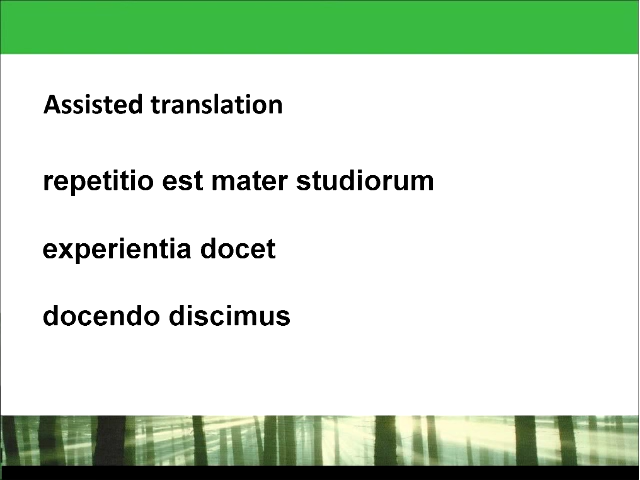 Assisted translation
repetitio est mater studiorum
experientia docet
docendo discimus